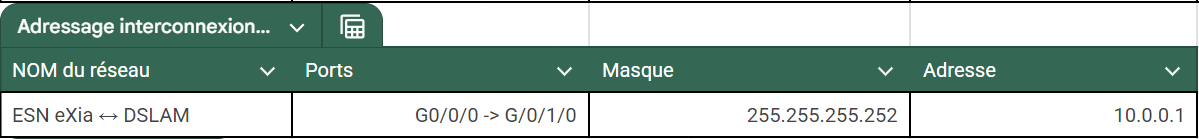 Adressage interconnexion...
NOM du réseau Ports Masque Adresse
ESN eXia ↔ DSLAM G0/0/0 -> G/0/1/0 255.255.255.252 10.0.0.1